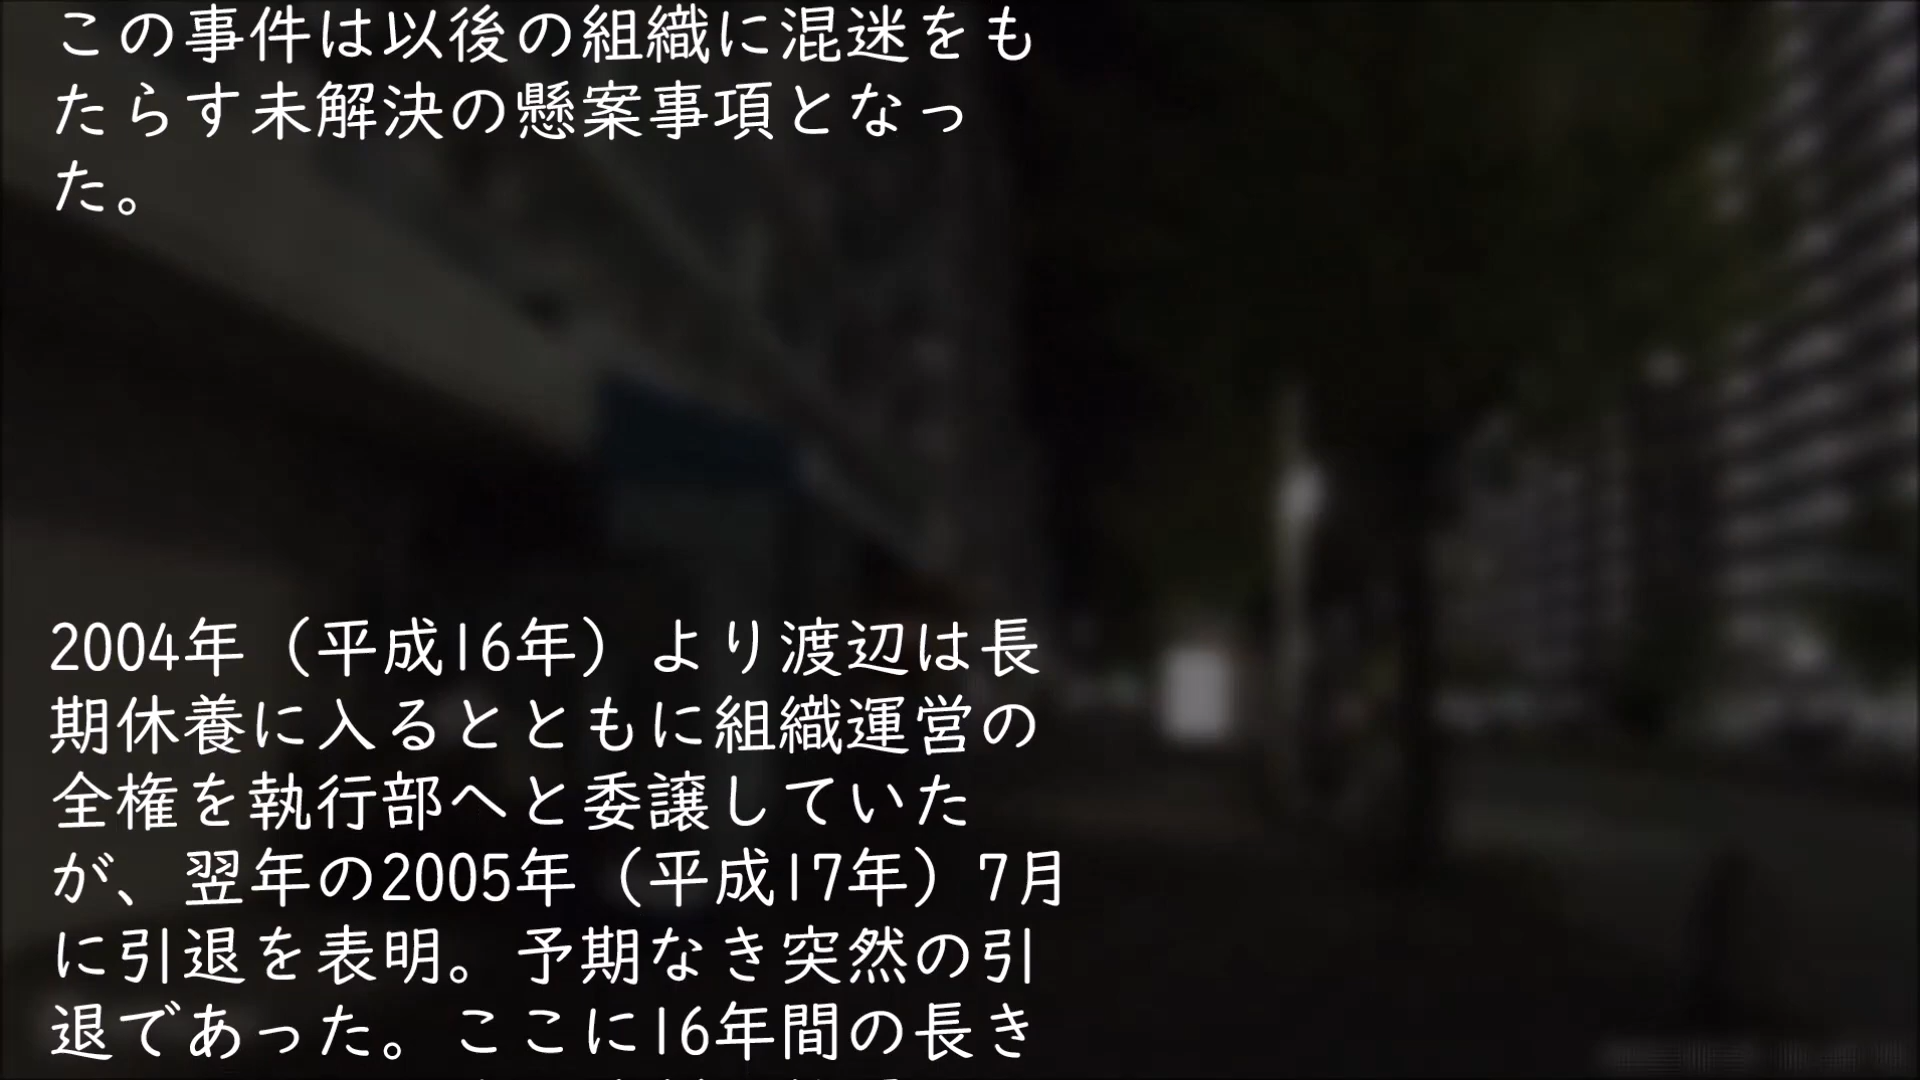 この事件は以後の組織に混迷をも
たらす未解決の懸案事項となっ
た。
2004年（平成16年）より渡辺は長
期休養に入るとともに組織運営の
全権を執行部へと委譲していた
が、翌年の2005年（平成17年）7月
に引退を表明。予期なき突然の引
退であった。ここに16年間の長き